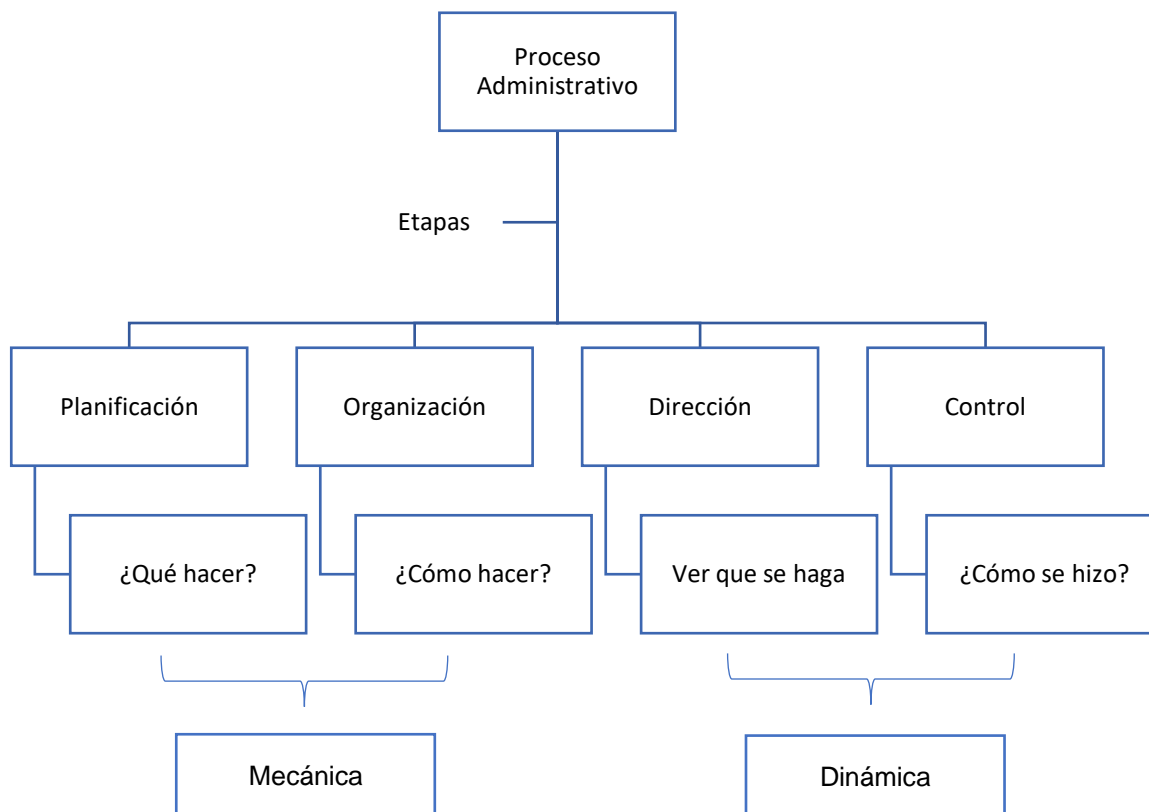 Proceso
Administrativo
Etapas
Planificación
Organización
Dirección
Control
¿Qué hacer?
¿Cómo hacer?
Ver que se haga
¿Cómo se hizo?
Mecánica
Dinámica